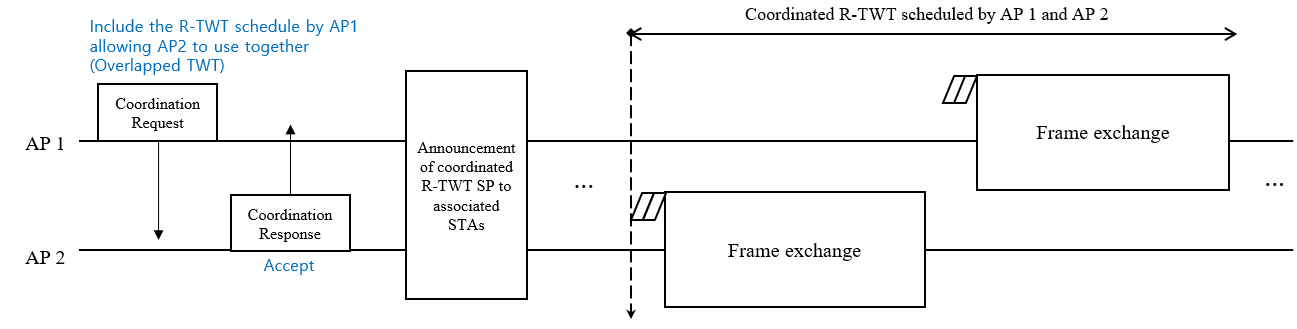 Include the R-TWT schedule by AP1
allowing AP2 to use together
(Overlapped TWT)
Coordinated R-TWT scheduled by AP 1 and AP 2
Coordination
Request
AP 1
Announcement
of coordinated
R-TWT SP to
associated
STAs
...
Frame exchange
...
Coordination
Response
AP 2
Accept
Frame exchange